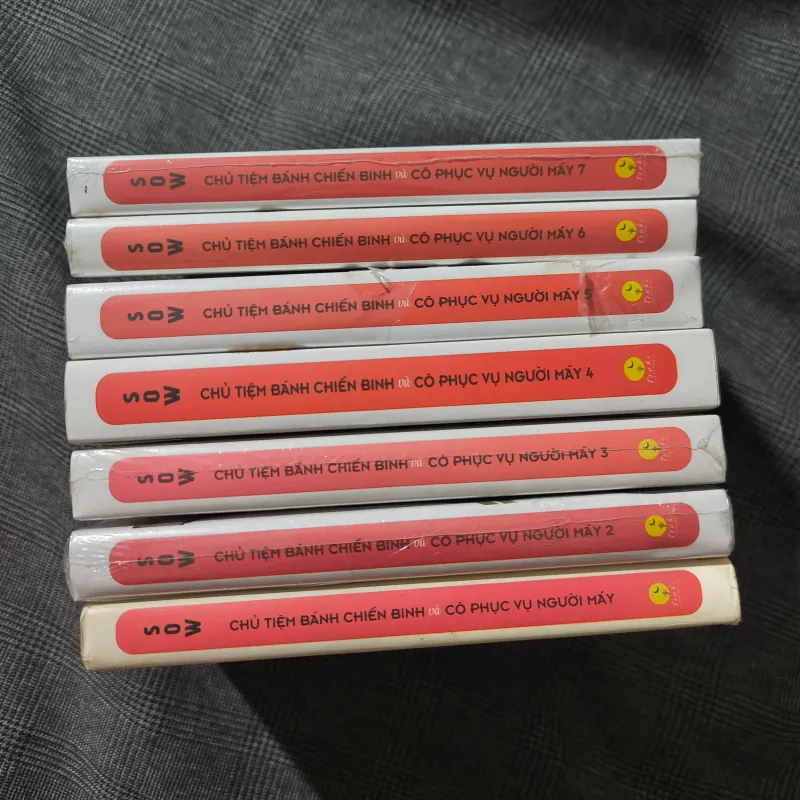 SOW CHỦ TIỆM BÁNH CHIẾN BINH và CÔ PHỤC VỤ NGƯỜI MÁY 7
SOW CHỦ TIỆM BÁNH CHIẾN BINH và CÔ PHỤC VỤ NGƯỜI MÁY 6
SOW CHỦ TIỆM BÁNH CHIẾN BINH và CÔ PHỤC VỤ NGƯỜI MÁY 5
SOW CHỦ TIỆM BÁNH CHIẾN BINH và CÔ PHỤC VỤ NGƯỜI MÁY 4
SOW CHỦ TIỆM BÁNH CHIẾN BINH và CÔ PHỤC VỤ NGƯỜI MÁY 3
SOW CHỦ TIỆM BÁNH CHIẾN BINH và CÔ PHỤC VỤ NGƯỜI MÁY 2
SOW CHỦ TIỆM BÁNH CHIẾN BINH và CÔ PHỤC VỤ NGƯỜI MÁY